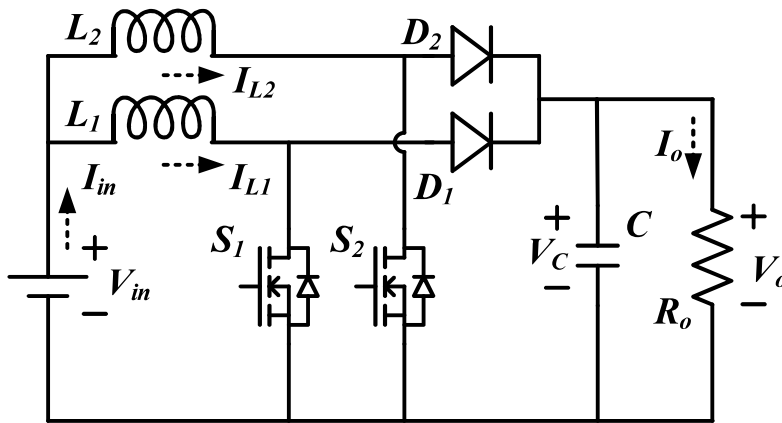 L2
D2
IL2
L1
Iin
IL1
D1
Io
S1
S2
+
+
C
+
VC
Vin
Vo
−
−
−
Ro